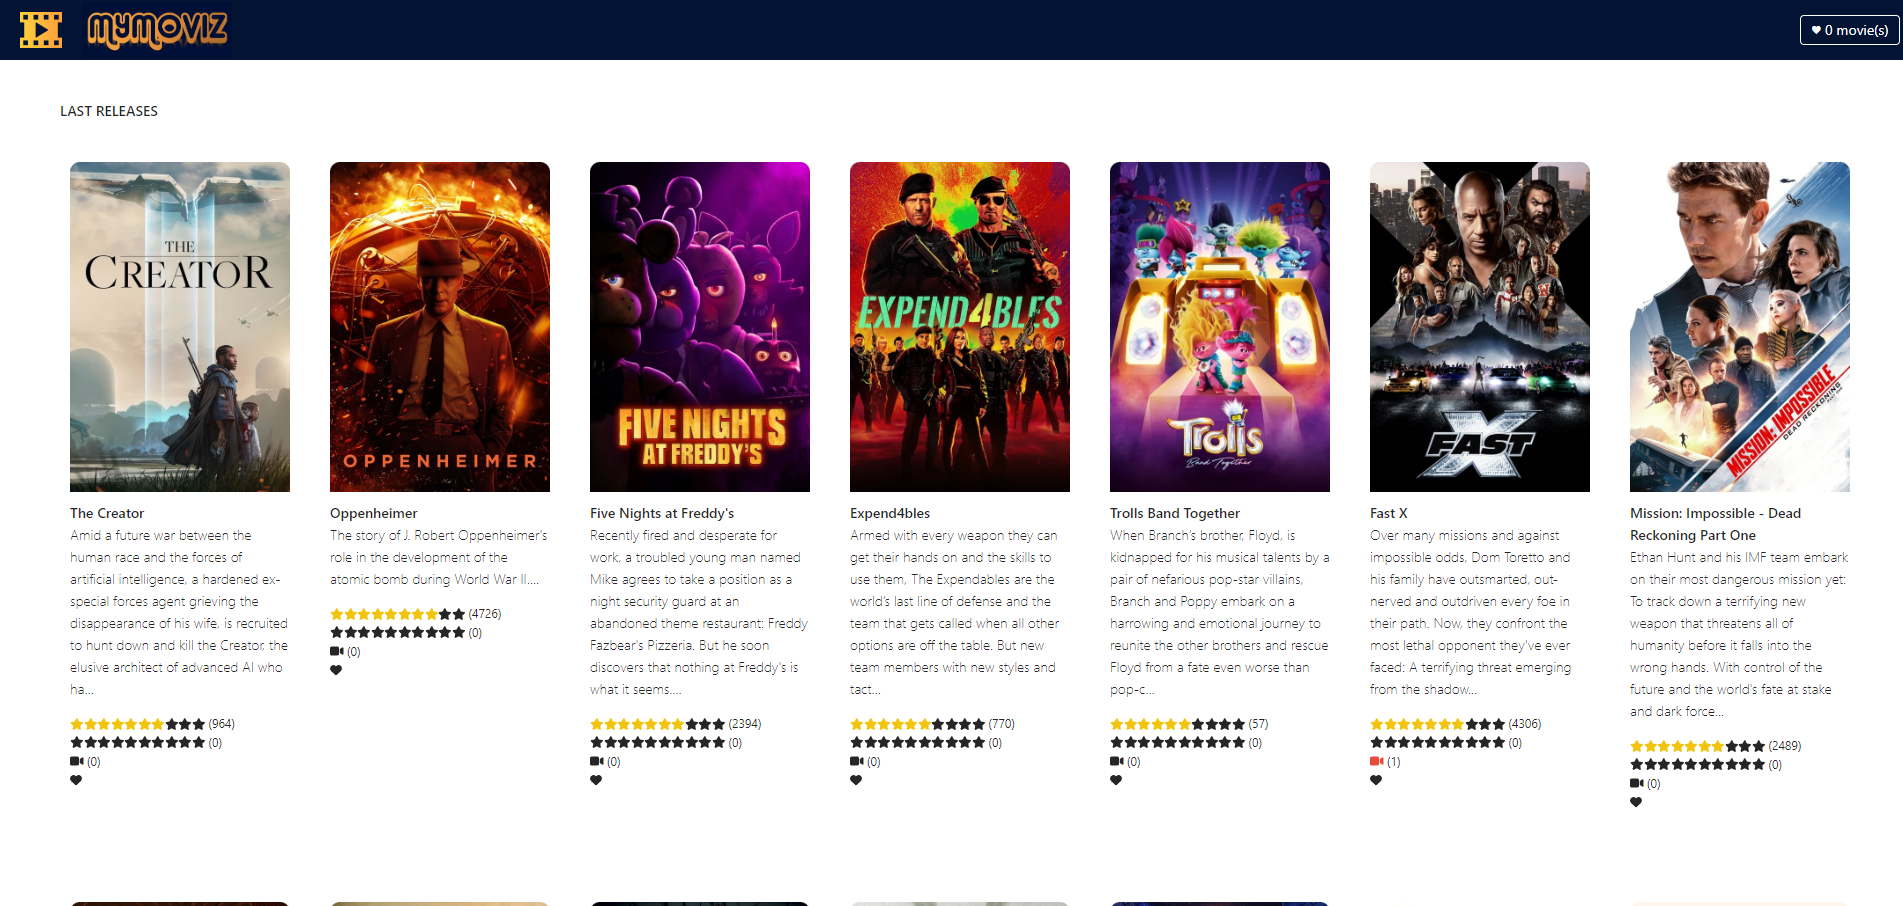 mymoviz
0 movie(s)
LAST RELEASES
THE
CREATOR
OPPENHEIMER
FIVE NIGHTS
AT FREDDY'S
EXPEND4BLES
Trolls
Band Together
FAST X
MISSION: IMPOSSIBLE
DEAD RECKONING
The Creator
Amid a future war between the
human race and the forces of
artificial intelligence, a hardened ex-
special forces agent grieving the
disappearance of his wife, is recruited
to hunt down and kill the Creator, the
elusive architect of advanced AI who
ha...
(964)
(0)
(0)
Oppenheimer
The story of J. Robert Oppenheimer's
role in the development of the
atomic bomb during World War II....
(4726)
(0)
(0)
Five Nights at Freddy's
Recently fired and desperate for
work, a troubled young man named
Mike agrees to take a position as a
night security guard at an
abandoned theme restaurant: Freddy
Fazbear's Pizzeria. But he soon
discovers that nothing at Freddy's is
what it seems....
(2394)
(0)
(0)
Expend4bles
Armed with every weapon they can
get their hands on and the skills to
use them, The Expendables are the
world's last line of defense and the
team that gets called when all other
options are off the table. But new
team members with new styles and
tact...
(770)
(0)
(0)
Trolls Band Together
When Branch's brother, Floyd, is
kidnapped for his musical talents by a
pair of nefarious pop-star villains,
Branch and Poppy embark on a
harrowing and emotional journey to
reunite the other brothers and rescue
Floyd from a fate even worse than
pop-c...
(57)
(0)
(0)
Fast X
Over many missions and against
impossible odds, Dom Toretto and
his family have outsmarted, out-
nerved and outdriven every foe in
their path. Now, they confront the
most lethal opponent they've ever
faced: A terrifying threat emerging
from the shadow...
(4306)
(0)
(1)
Mission: Impossible - Dead
Reckoning Part One
Ethan Hunt and his IMF team embark
on their most dangerous mission yet:
To track down a terrifying new
weapon that threatens all of
humanity before it falls into the
wrong hands. With control of the
future and the world's fate at stake
and dark force...
(2489)
(0)
(0)